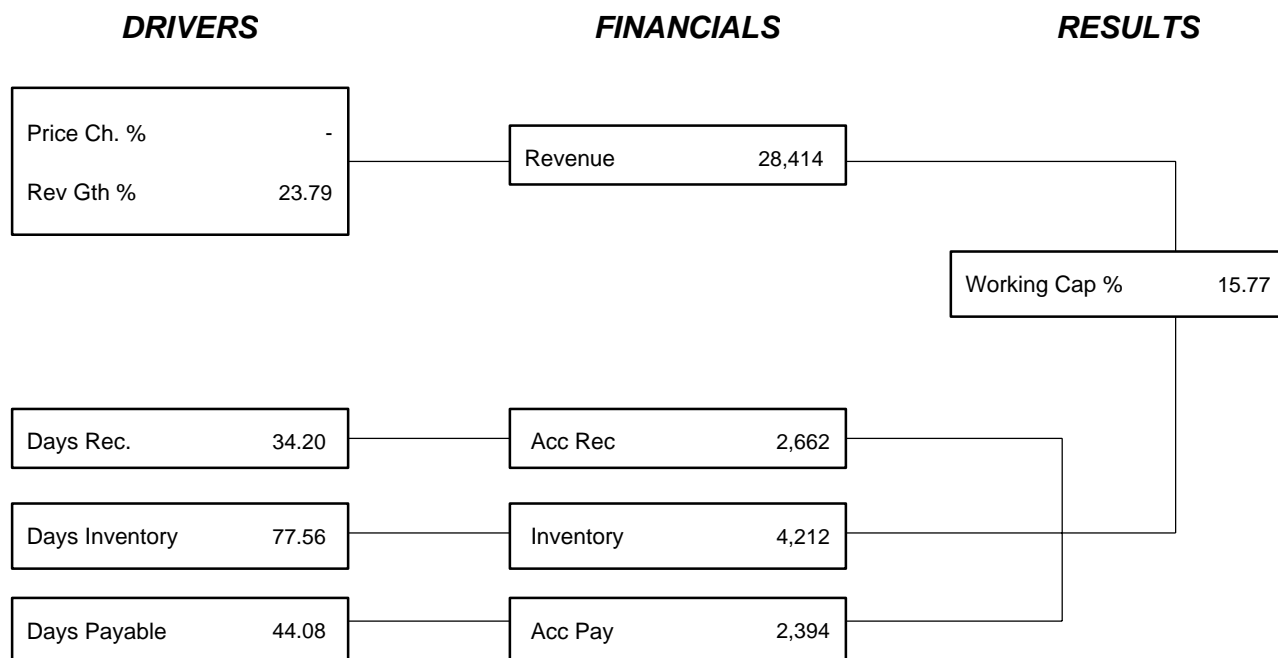 DRIVERS FINANCIALS RESULTS
Price Ch. % -
Rev Gth % 23.79
Revenue 28,414
Working Cap % 15.77
Days Rec. 34.20
Acc Rec 2,662
Days Inventory 77.56
Inventory 4,212
Days Payable 44.08
Acc Pay 2,394